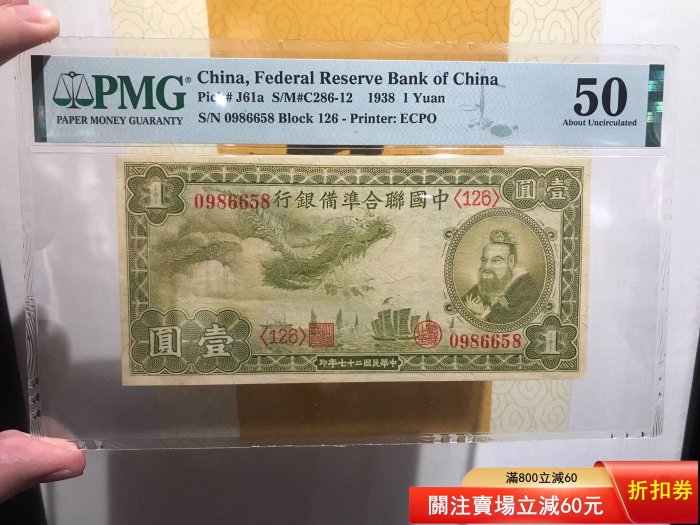 PMG
PAPER MONEY GUARANTY
China, Federal Reserve Bank of China
Pick# J61a S/M#C286-12 1938 1 Yuan
S/N 0986658 Block 126 - Printer: ECPO
50
About Uncirculated
行銀備準合聯國中
0986658
〈126〉
圓壹
圓壹
〈126〉
0986658
印年七十二國民華中
滿800立減60
關注賣場立減60元
折扣券